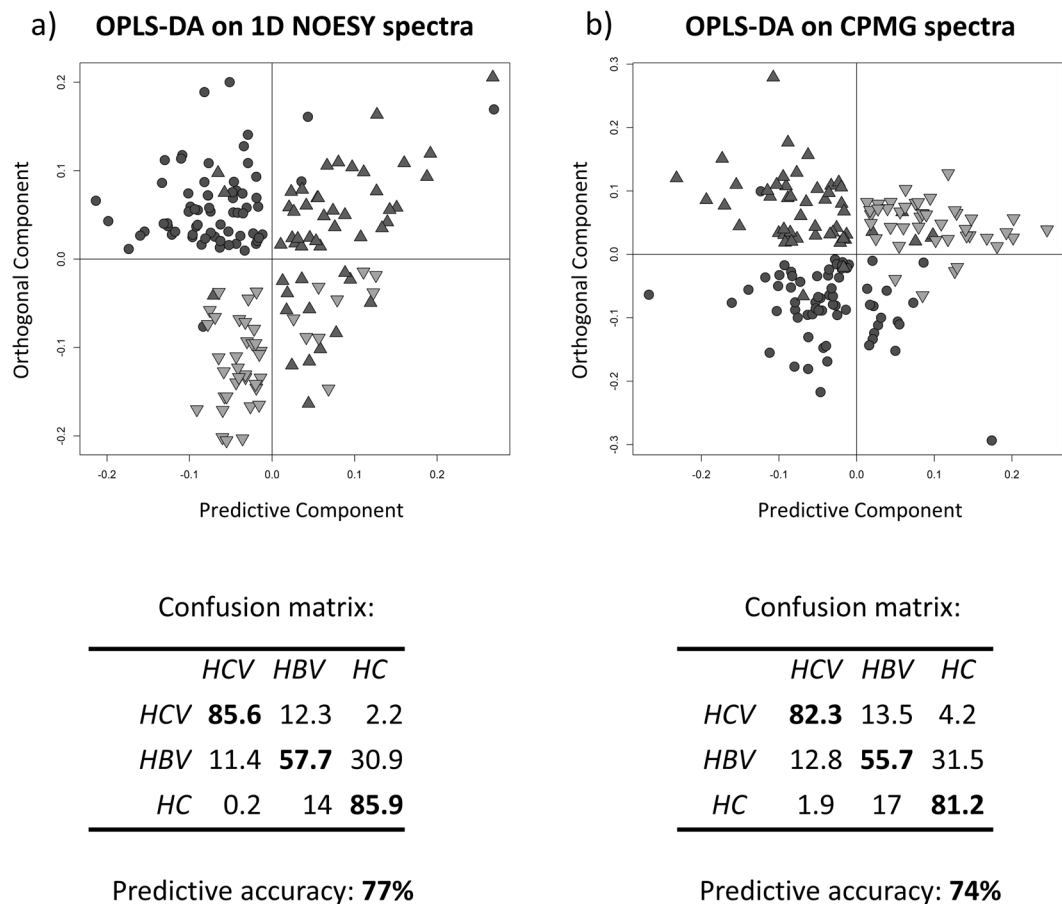 a) OPLS-DA on 1D NOESY spectra
Orthogonal Component
0.2
0.1
0.0
-0.1
-0.2
-0.2 -0.1 0.0 0.1 0.2
Predictive Component
Confusion matrix:
HCV HBV HC
HCV 85.6 12.3 2.2
HBV 11.4 57.7 30.9
HC 0.2 14 85.9
Predictive accuracy: 77%
b) OPLS-DA on CPMG spectra
Orthogonal Component
0.3
0.2
0.1
0.0
-0.1
-0.2
-0.3
-0.2 -0.1 0.0 0.1 0.2
Predictive Component
Confusion matrix:
HCV HBV HC
HCV 82.3 13.5 4.2
HBV 12.8 55.7 31.5
HC 1.9 17 81.2
Predictive accuracy: 74%